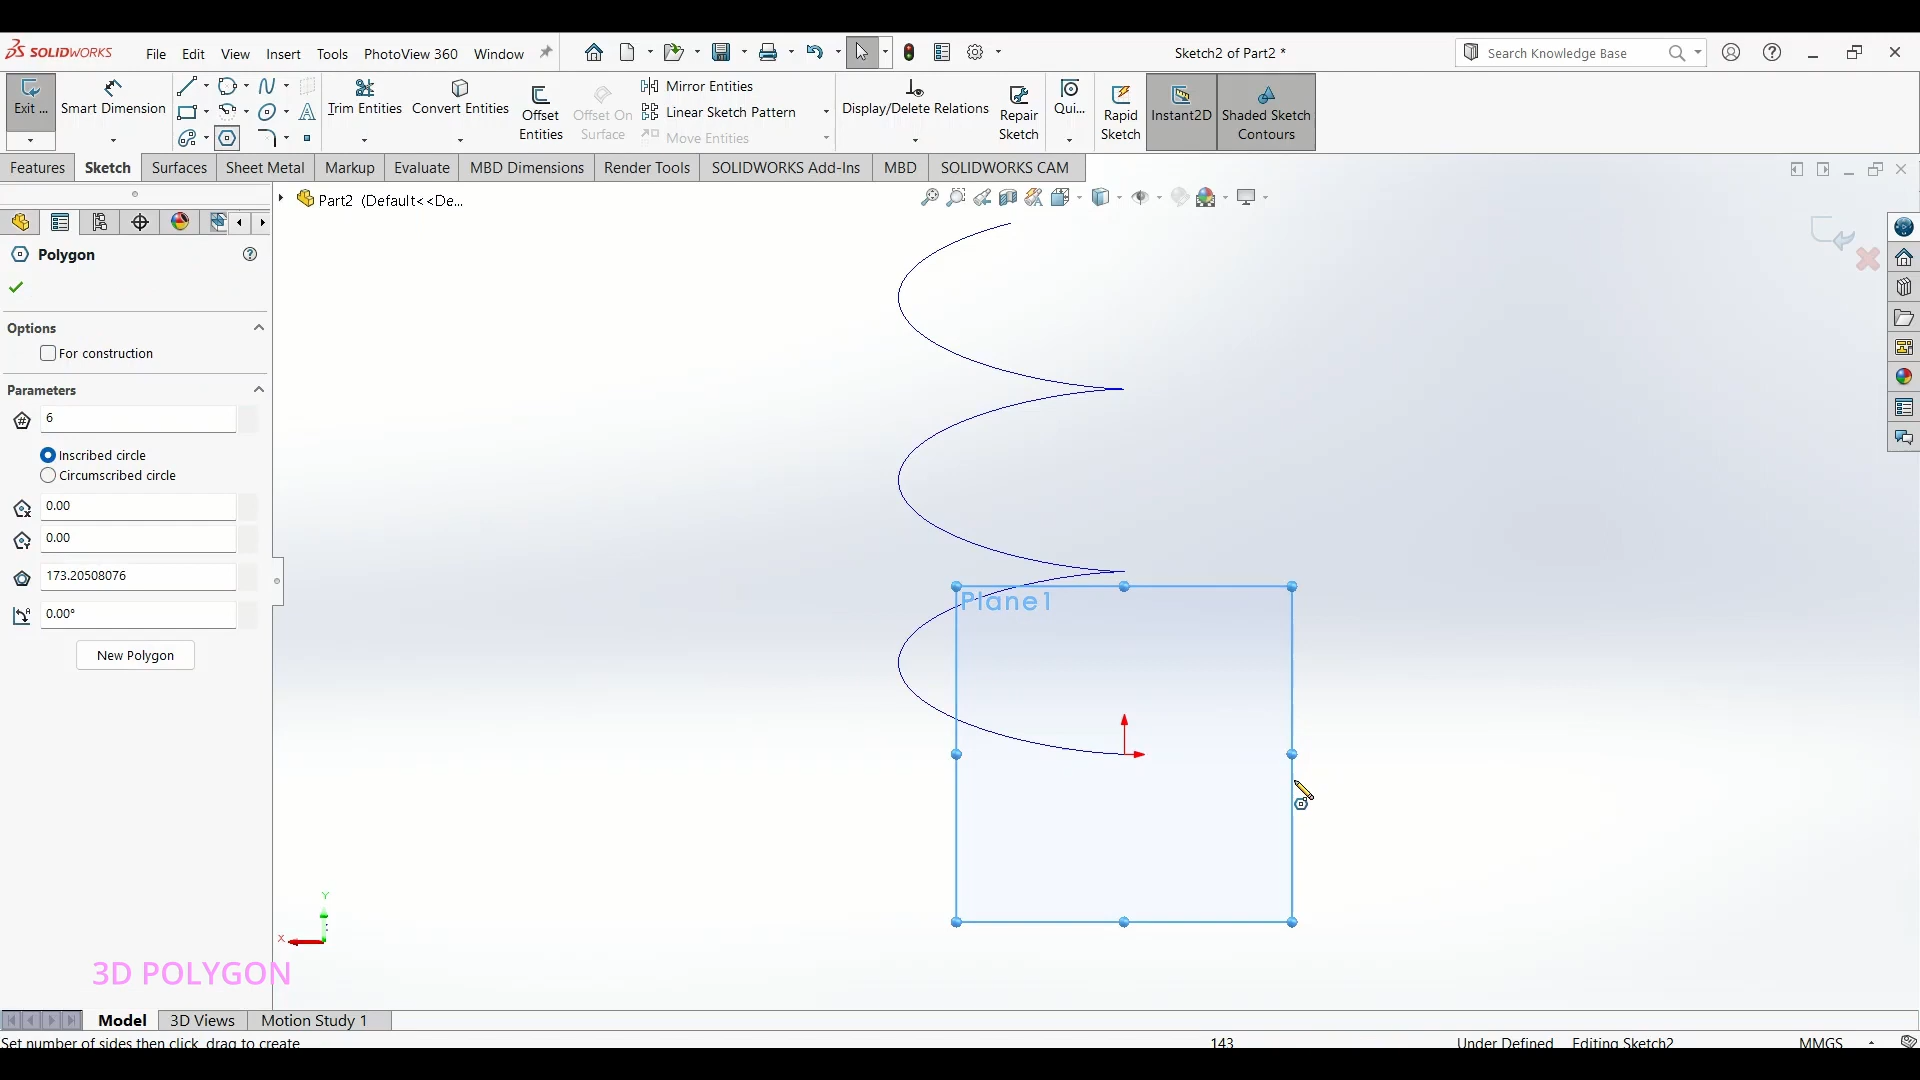 SOLIDWORKS
File Edit View Insert Tools PhotoView 360 Window
Sketch2 of Part2 *
Search Knowledge Base
Exit ...
Smart Dimension
Trim Entities
Convert Entities
Offset Entities
Offset On Surface
Mirror Entities
Linear Sketch Pattern
Move Entities
Display/Delete Relations
Repair Sketch
Qui...
Rapid Sketch
Instant2D
Shaded Sketch Contours
Features Sketch Surfaces Sheet Metal Markup Evaluate MBD Dimensions Render Tools SOLIDWORKS Add-Ins MBD SOLIDWORKS CAM
Part2 (Default<<De...
Polygon
Options
For construction
Parameters
6
Inscribed circle
Circumscribed circle
0.00
0.00
173.20508076
0.00°
New Polygon
Plane1
Y
X
3D POLYGON
Model 3D Views Motion Study 1
Set number of sides then click, drag to create
143
Under Defined Editing Sketch2 MMGS